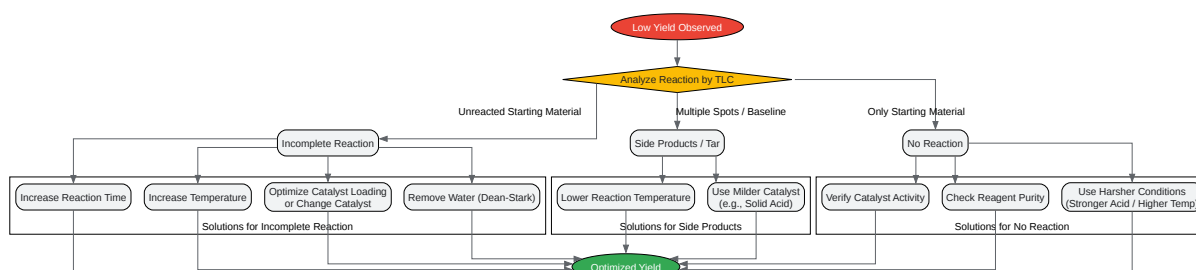 Low Yield Observed
Analyze Reaction by TLC
Unreacted Starting Material
Multiple Spots / Baseline
Only Starting Material
Incomplete Reaction
Side Products / Tar
No Reaction
Increase Reaction Time
Increase Temperature
Optimize Catalyst Loading
or Change Catalyst
Remove Water (Dean-Stark)
Lower Reaction Temperature
Use Milder Catalyst
(e.g., Solid Acid)
Verify Catalyst Activity
Check Reagent Purity
Use Harsher Conditions
(Stronger Acid / Higher Temp)
Solutions for Incomplete Reaction
Solutions for Side Products
Solutions for No Reaction
Optimized Yield